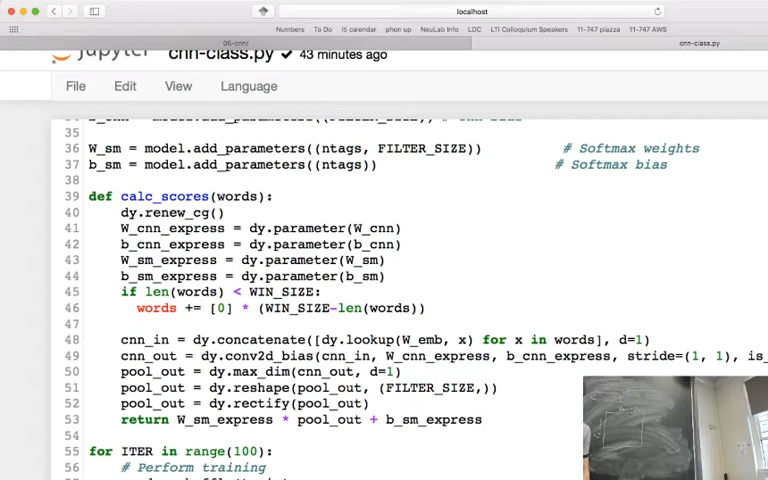 localhost
Numbers To Do lti calendar phon up NeuLab Info LDC LTI Colloquium Speakers 11-747 piazza 11-747 AWS
05-cnn/ cnn-class.py
jupyter cnn-class.py ✔ 43 minutes ago
File Edit View Language
35
36 W_sm = model.add_parameters((ntags, FILTER_SIZE)) # Softmax weights
37 b_sm = model.add_parameters((ntags)) # Softmax bias
38
39 def calc_scores(words):
40 dy.renew_cg()
41 W_cnn_express = dy.parameter(W_cnn)
42 b_cnn_express = dy.parameter(b_cnn)
43 W_sm_express = dy.parameter(W_sm)
44 b_sm_express = dy.parameter(b_sm)
45 if len(words) < WIN_SIZE:
46 words += [0] * (WIN_SIZE-len(words))
47
48 cnn_in = dy.concatenate([dy.lookup(W_emb, x) for x in words], d=1)
49 cnn_out = dy.conv2d_bias(cnn_in, W_cnn_express, b_cnn_express, stride=(1, 1), is_
50 pool_out = dy.max_dim(cnn_out, d=1)
51 pool_out = dy.reshape(pool_out, (FILTER_SIZE,))
52 pool_out = dy.rectify(pool_out)
53 return W_sm_express * pool_out + b_sm_express
54
55 for ITER in range(100):
56 # Perform training